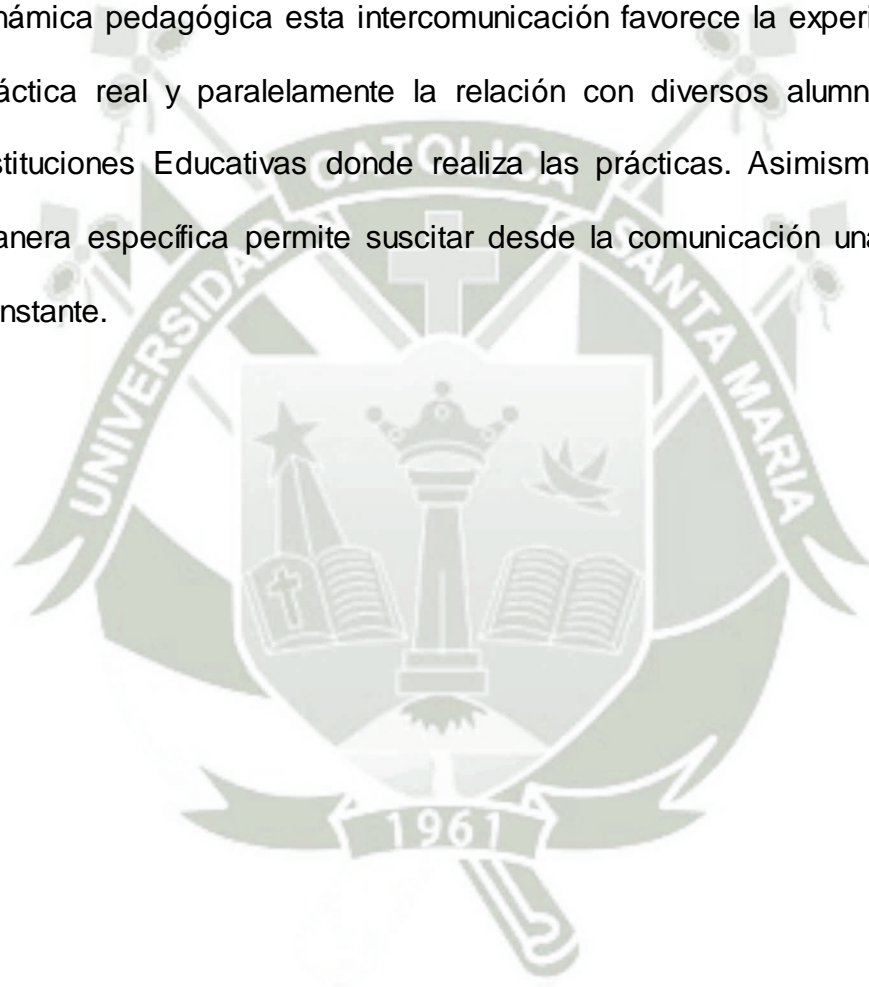 námica pedagógica esta intercomunicación favorece la experi
áctica real y paralelamente la relación con diversos alumn
stituciones Educativas donde realiza las prácticas. Asimism
anera específica permite suscitar desde la comunicación una
nstante.
UNIVERSIDAD CATOLICA SANTA MARIA
1961